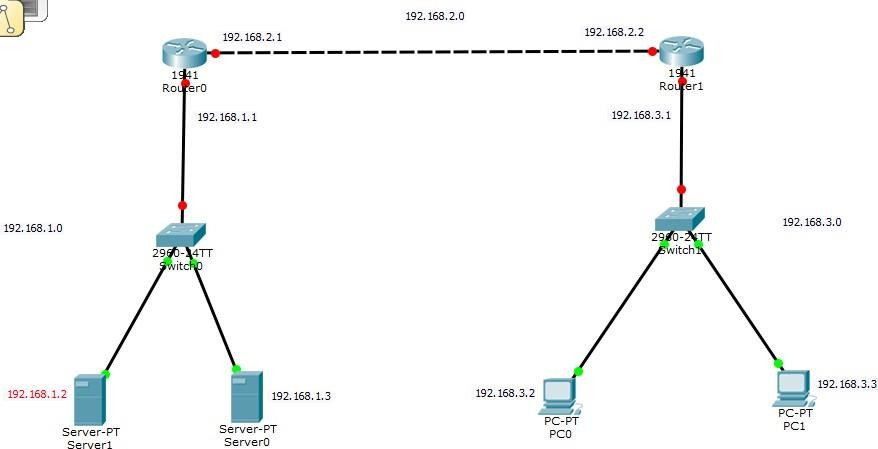 192.168.2.0
192.168.2.1
192.168.2.2
1941
Router0
1941
Router1
192.168.1.1
192.168.3.1
192.168.1.0
192.168.3.0
2960-24TT
Switch0
2960-24TT
Switch1
192.168.1.2
192.168.1.3
192.168.3.2
192.168.3.3
Server-PT
Server1
Server-PT
Server0
PC-PT
PC0
PC-PT
PC1